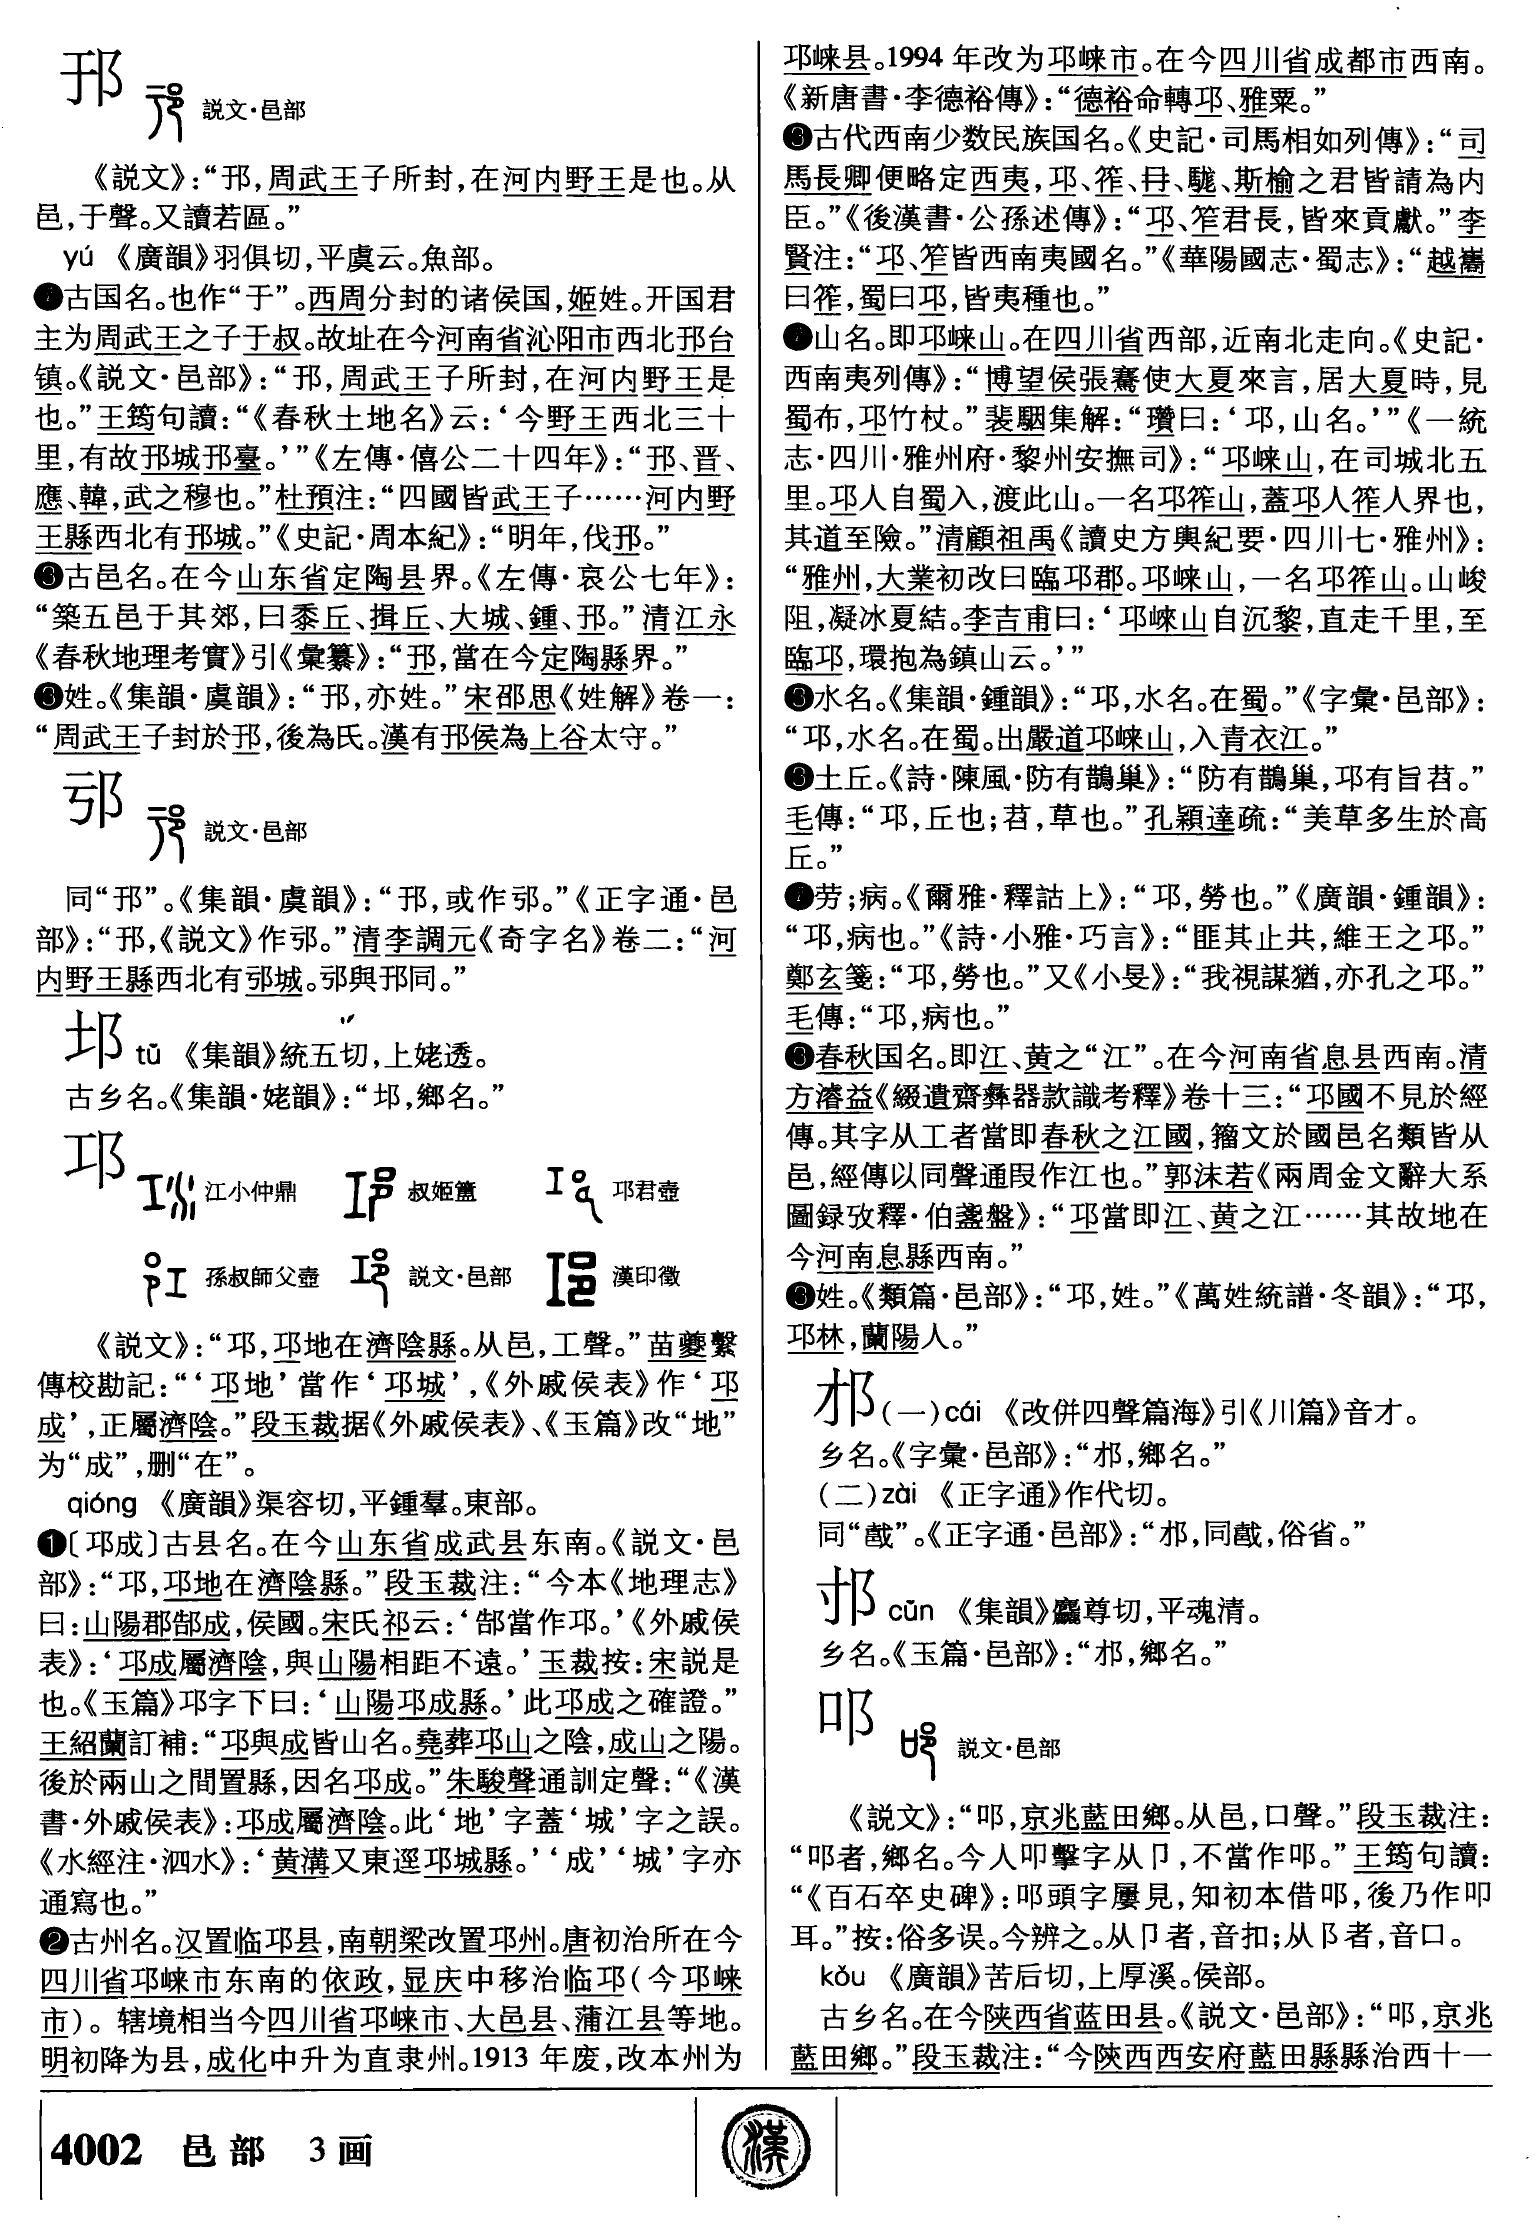 邘
説文·邑部
《説文》：“邘，周武王子所封，在河内野王是也。从
邑，于聲。又讀若區。”
yú 《廣韻》羽俱切，平虞云。魚部。
古国名。也作“于”。西周分封的诸侯国，姬姓。开国君
主为周武王之子于叔。故址在今河南省沁阳市西北邘台
镇。《説文·邑部》：“邘，周武王子所封，在河内野王是
也。”王筠句讀：“《春秋土地名》云：‘今野王西北三十
里，有故邘城邘臺。’”《左傳·僖公二十四年》：“邘、晋、
應、韓，武之穆也。”杜預注：“四國皆武王子……河内野
王縣西北有邘城。”《史記·周本紀》：“明年，伐邘。”
古邑名。在今山东省定陶县界。《左傳·哀公七年》：
“築五邑于其郊，曰黍丘、揖丘、大城、鍾、邘。”清江永
《春秋地理考實》引《彙纂》：“邘，當在今定陶縣界。”
姓。《集韻·虞韻》：“邘，亦姓。”宋邵思《姓解》卷一：
“周武王子封於邘，後為氏。漢有邘侯為上谷太守。”
邔
説文·邑部
同“邘”。《集韻·虞韻》：“邘，或作。”《正字通·邑
部》：“邘，《説文》作。”清李調元《奇字名》卷二：“河
内野王縣西北有城。與邘同。”
tǔ 《集韻》統五切，上姥透。
古乡名。《集韻·姥韻》：“，鄉名。”
邛
江小仲鼎 叔姬簠 邛君壺
孫叔師父壺 説文·邑部 漢印徵
《説文》：“邛，邛地在濟陰縣。从邑，工聲。”苗夔繫
傳校勘記：“‘邛地’當作‘邛城’，《外戚侯表》作‘邛
成’，正屬濟陰。”段玉裁据《外戚侯表》、《玉篇》改“地”
为“成”，删“在”。
qióng 《廣韻》渠容切，平鍾羣。東部。
❶〔邛成〕古县名。在今山东省成武县东南。《説文·邑
部》：“邛，邛地在濟陰縣。”段玉裁注：“今本《地理志》
曰：山陽郡郜成，侯國。宋氏祁云：‘郜當作邛。’《外戚侯
表》：‘邛成屬濟陰，與山陽相距不遠。’玉裁按：宋説是
也。《玉篇》邛字下曰：‘山陽邛成縣。’此邛成之確證。”
王紹蘭訂補：“邛與成皆山名。堯葬邛山之陰，成山之陽。
後於兩山之間置縣，因名邛成。”朱駿聲通訓定聲：“《漢
書·外戚侯表》：邛成屬濟陰。此‘地’字蓋‘城’字之誤。
《水經注·泗水》：‘黄溝又東逕邛城縣。’‘成’‘城’字亦
通寫也。”
❷古州名。汉置临邛县，南朝梁改置邛州。唐初治所在今
四川省邛崃市东南的依政，显庆中移治临邛（今邛崃
市）。辖境相当今四川省邛崃市、大邑县、蒲江县等地。
明初降为县，成化中升为直隶州。1913年废，改本州为
邛崃县。1994年改为邛崃市。在今四川省成都市西南。
《新唐書·李德裕傳》：“德裕命轉邛、雅粟。”
❸古代西南少数民族国名。《史記·司馬相如列傳》：“司
馬長卿便略定西夷，邛、筰、冄、駹、斯榆之君皆請為内
臣。”《後漢書·公孫述傳》：“邛、笮君長，皆來貢獻。”李
賢注：“邛、笮皆西南夷國名。”《華陽國志·蜀志》：“越巂
曰筰，蜀曰邛，皆夷種也。”
山名。即邛崃山。在四川省西部，近南北走向。《史記·
西南夷列傳》：“博望侯張騫使大夏來言，居大夏時，見
蜀布，邛竹杖。”裴駰集解：“瓚曰：‘邛，山名。’”《一統
志·四川·雅州府·黎州安撫司》：“邛崍山，在司城北五
里。邛人自蜀入，渡此山。一名邛筰山，蓋邛人筰人界也，
其道至險。”清顧祖禹《讀史方輿紀要·四川七·雅州》：
“雅州，大業初改曰臨邛郡。邛崍山，一名邛筰山。山峻
阻，凝冰夏結。李吉甫曰：‘邛崍山自沉黎，直走千里，至
臨邛，環抱為鎮山云。’”
水名。《集韻·鍾韻》：“邛，水名。在蜀。”《字彙·邑部》：
“邛，水名。在蜀。出嚴道邛崍山，入青衣江。”
土丘。《詩·陳風·防有鵲巢》：“防有鵲巢，邛有旨苕。”
毛傳：“邛，丘也；苕，草也。”孔穎達疏：“美草多生於高
丘。”
劳；病。《爾雅·釋詁上》：“邛，勞也。”《廣韻·鍾韻》：
“邛，病也。”《詩·小雅·巧言》：“匪其止共，維王之邛。”
鄭玄箋：“邛，勞也。”又《小旻》：“我視謀猶，亦孔之邛。”
毛傳：“邛，病也。”
春秋国名。即江、黄之“江”。在今河南省息县西南。清
方濬益《綴遺齋彝器款識考釋》卷十三：“邛國不見於經
傳。其字从工者當即春秋之江國，籀文於國邑名類皆从
邑，經傳以同聲通叚作江也。”郭沫若《兩周金文辭大系
圖録攷釋·伯盞盤》：“邛當即江、黄之江……其故地在
今河南息縣西南。”
姓。《類篇·邑部》：“邛，姓。”《萬姓統譜·冬韻》：“邛，
邛林，蘭陽人。”
（一）cái 《改併四聲篇海》引《川篇》音才。
乡名。《字彙·邑部》：“，鄉名。”
（二）zài 《正字通》作代切。
同“戴”。《正字通·邑部》：“，同，俗省。”
cūn 《集韻》麤尊切，平魂清。
乡名。《玉篇·邑部》：“，鄉名。”
邖
説文·邑部
《説文》：“，京兆藍田鄉。从邑，口聲。”段玉裁注：
“者，鄉名。今人叩擊字从卩，不當作。”王筠句讀：
“《百石卒史碑》：頭字屢見，知初本借，後乃作叩
耳。”按：俗多误。今辨之。从卩者，音扣；从阝者，音口。
kǒu 《廣韻》苦后切，上厚溪。侯部。
古乡名。在今陕西省蓝田县。《説文·邑部》：“，京兆
藍田鄉。”段玉裁注：“今陝西西安府藍田縣縣治西十一
4002 邑部 3画
漢